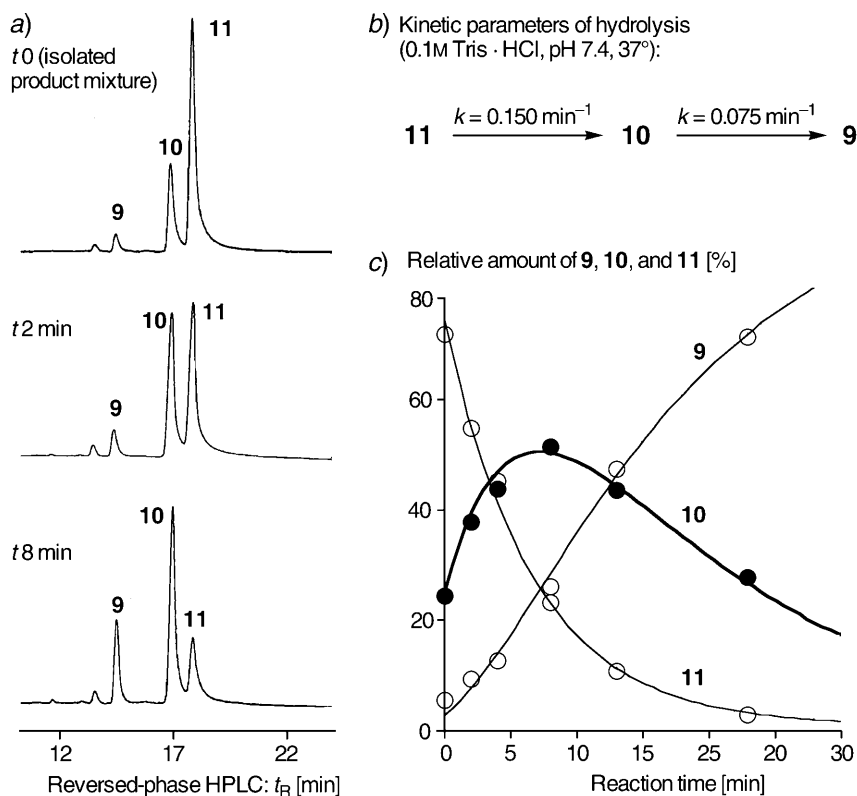 a)
t 0 (isolated
product mixture)
11
10
9
t 2 min
10
11
9
t 8 min
10
9
11
12 17 22
Reversed-phase HPLC: tR [min]
b) Kinetic parameters of hydrolysis
(0.1M Tris · HCl, pH 7.4, 37°):
11 k = 0.150 min–1 10 k = 0.075 min–1 9
c) Relative amount of 9, 10, and 11 [%]
80
60
40
20
0
9
10
11
0 5 10 15 25 20 30
Reaction time [min]